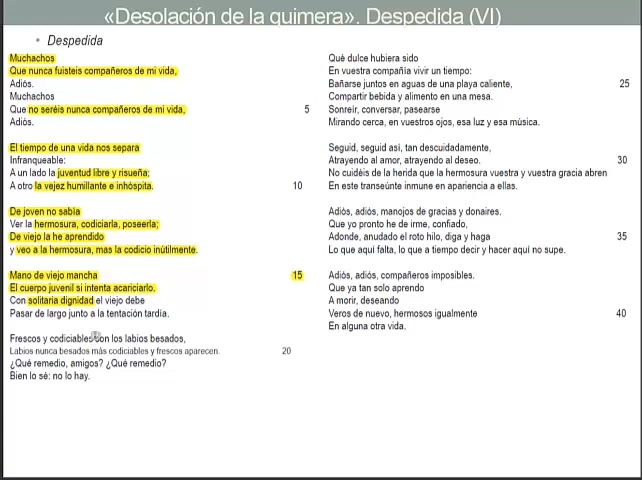 «Desolación de la quimera». Despedida (VI)
• Despedida
Muchachos
Que nunca fuisteis compañeros de mi vida,
Adiós.
Muchachos
Que no seréis nunca compañeros de mi vida, 5
Adiós.
El tiempo de una vida nos separa
Infranqueable:
A un lado la juventud libre y risueña;
A otro la vejez humillante e inhóspita. 10
De joven no sabía
Ver la hermosura, codiciarla, poseerla;
De viejo la he aprendido
y veo a la hermosura, mas la codicio inútilmente.
Mano de viejo mancha 15
El cuerpo juvenil si intenta acariciarlo.
Con solitaria dignidad el viejo debe
Pasar de largo junto a la tentación tardía.
Frescos y codiciables son los labios besados,
Labios nunca besados más codiciables y frescos aparecen. 20
¿Qué remedio, amigos? ¿Qué remedio?
Bien lo sé: no lo hay.
Qué dulce hubiera sido
En vuestra compañía vivir un tiempo:
Bañarse juntos en aguas de una playa caliente, 25
Compartir bebida y alimento en una mesa.
Sonreír, conversar, pasearse
Mirando cerca, en vuestros ojos, esa luz y esa música.
Seguid, seguid así, tan descuidadamente,
Atrayendo al amor, atrayendo al deseo. 30
No cuidéis de la herida que la hermosura vuestra y vuestra gracia abren
En este transeúnte inmune en apariencia a ellas.
Adiós, adiós, manojos de gracias y donaires.
Que yo pronto he de irme, confiado,
Adonde, anudado el roto hilo, diga y haga 35
Lo que aquí falta, lo que a tiempo decir y hacer aquí no supe.
Adiós, adiós, compañeros imposibles.
Que ya tan solo aprendo
A morir, deseando
Veros de nuevo, hermosos igualmente 40
En alguna otra vida.